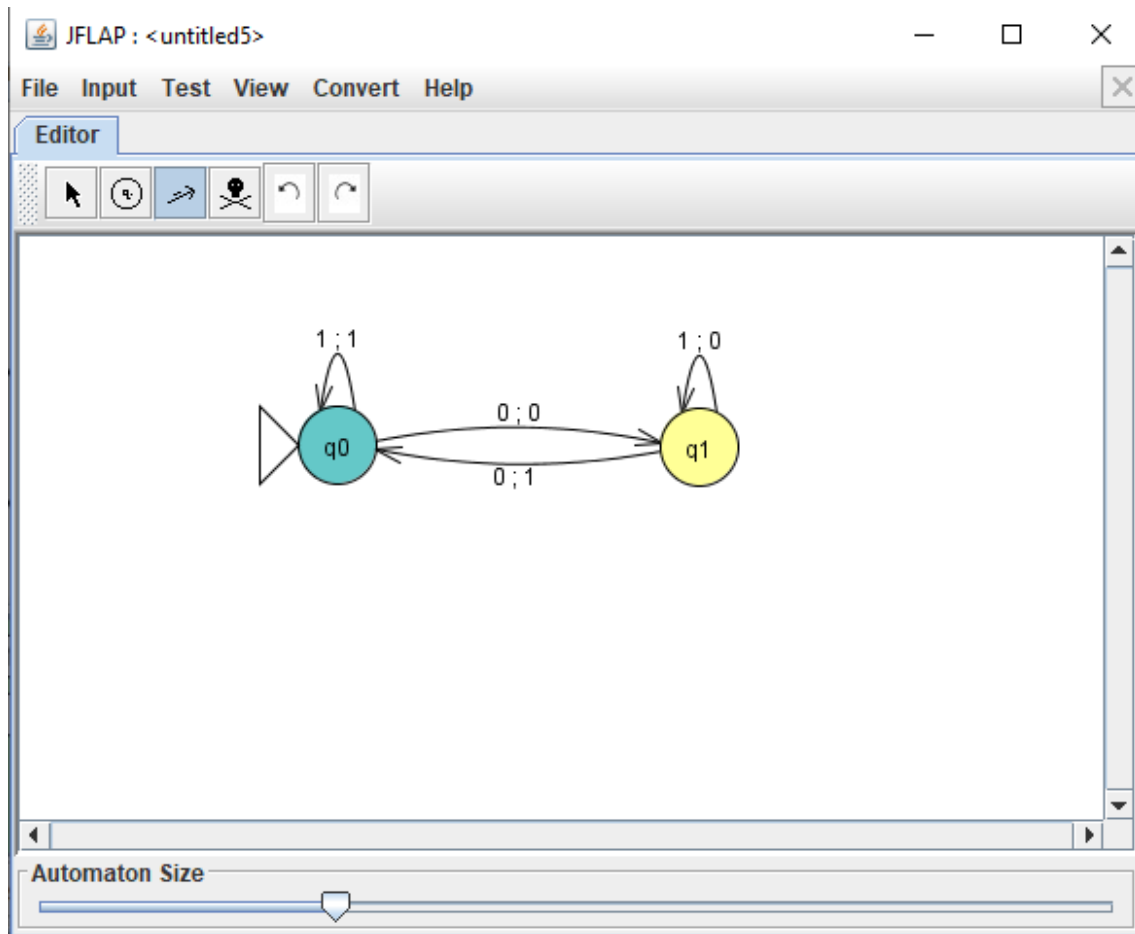 JFLAP : <untitled5>
File Input Test View Convert Help
Editor
1 ; 1
1 ; 0
0 ; 0
q0
q1
0 ; 1
Automaton Size